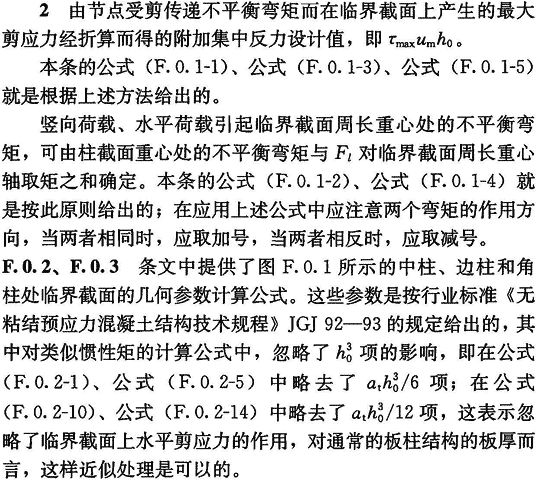 2 由节点受剪传递不平衡弯矩而在临界截面上产生的最大
剪应力经折算而得的附加集中反力设计值，即 τmaxumh0。
本条的公式（F.0.1-1）、公式（F.0.1-3）、公式（F.0.1-5）
就是根据上述方法给出的。
竖向荷载、水平荷载引起临界截面周长重心处的不平衡弯
矩，可由柱截面重心处的不平衡弯矩与 Fl 对临界截面周长重心
轴取矩之和确定。本条的公式（F.0.1-2）、公式（F.0.1-4）就
是按此原则给出的；在应用上述公式中应注意两个弯矩的作用方
向，当两者相同时，应取加号，当两者相反时，应取减号。
F.0.2、F.0.3 条文中提供了图 F.0.1 所示的中柱、边柱和角
柱处临界截面的几何参数计算公式。这些参数是按行业标准《无
粘结预应力混凝土结构技术规程》JGJ 92—93 的规定给出的，其
中对类似惯性矩的计算公式中，忽略了 h0³ 项的影响，即在公式
（F.0.2-1）、公式（F.0.2-5）中略去了 ath0³/6 项；在公式
（F.0.2-10）、公式（F.0.2-14）中略去了 ath0³/12 项，这表示忽
略了临界截面上水平剪应力的作用，对通常的板柱结构的板厚而
言，这样近似处理是可以的。